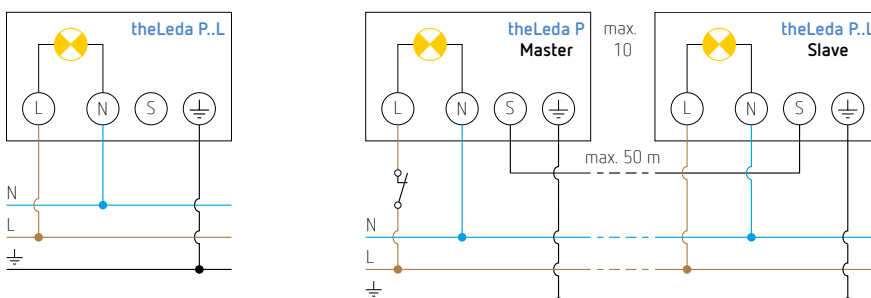 theLeda P..L
L N S
N
L
theLeda P
Master
max.
10
theLeda P..L
Slave
L N S
L N S
max. 50 m
N
L